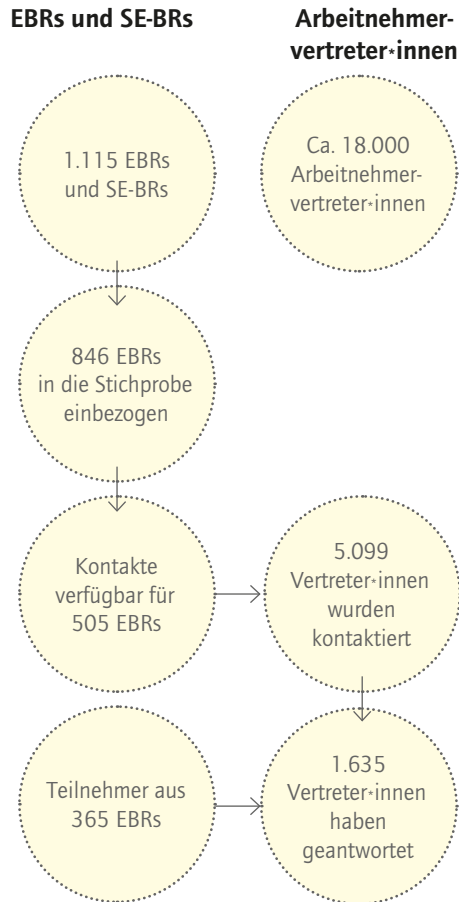 EBRs und SE-BRs
Arbeitnehmer-
vertreter*innen
1.115 EBRs
und SE-BRs
Ca. 18.000
Arbeitnehmer-
vertreter*innen
846 EBRs
in die Stichprobe
einbezogen
Kontakte
verfügbar für
505 EBRs
5.099
Vertreter*innen
wurden
kontaktiert
Teilnehmer aus
365 EBRs
1.635
Vertreter*innen
haben
geantwortet